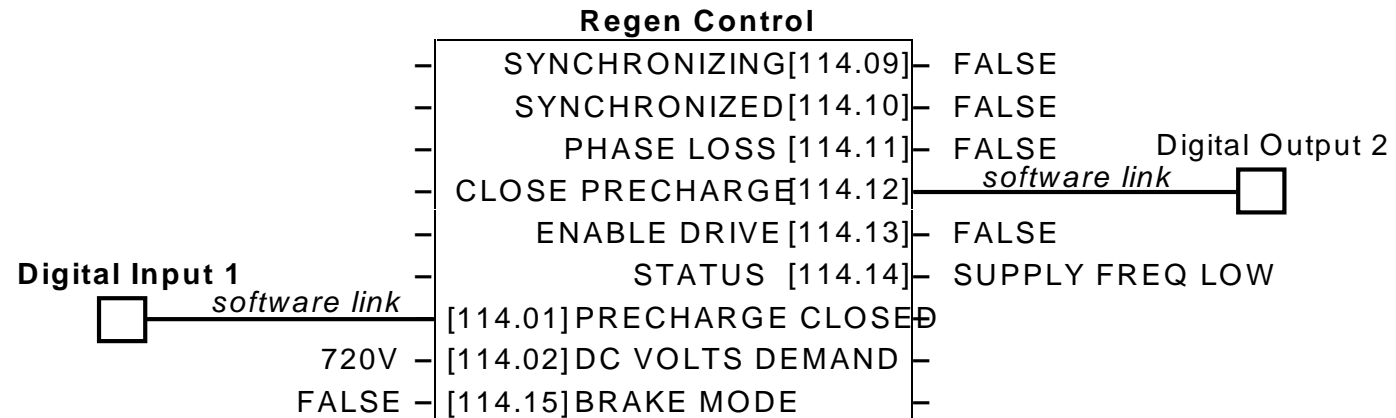 Regen Control
SYNCHRONIZING[114.09] FALSE
SYNCHRONIZED[114.10] FALSE
PHASE LOSS [114.11] FALSE Digital Output 2
CLOSE PRECHARGE[114.12] software link
ENABLE DRIVE [114.13] FALSE
Digital Input 1 STATUS [114.14] SUPPLY FREQ LOW
software link [114.01] PRECHARGE CLOSED
720V [114.02] DC VOLTS DEMAND
FALSE [114.15] BRAKE MODE